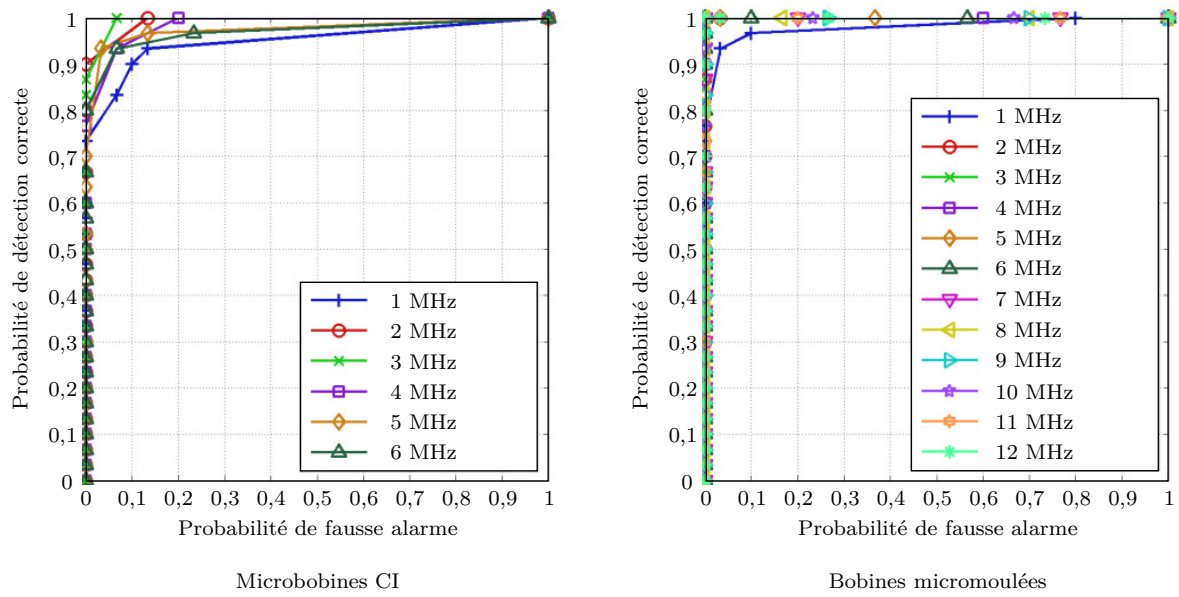 1
0,9
0,8
0,7
0,6
0,5
0,4
0,3
0,2
0,1
0
Probabilité de détection correcte
1 MHz
2 MHz
3 MHz
4 MHz
5 MHz
6 MHz
0 0,1 0,2 0,3 0,4 0,5 0,6 0,7 0,8 0,9 1
Probabilité de fausse alarme
Microbobines CI
1
0,9
0,8
0,7
0,6
0,5
0,4
0,3
0,2
0,1
0
Probabilité de détection correcte
1 MHz
2 MHz
3 MHz
4 MHz
5 MHz
6 MHz
7 MHz
8 MHz
9 MHz
10 MHz
11 MHz
12 MHz
0 0,1 0,2 0,3 0,4 0,5 0,6 0,7 0,8 0,9 1
Probabilité de fausse alarme
Bobines micromoulées